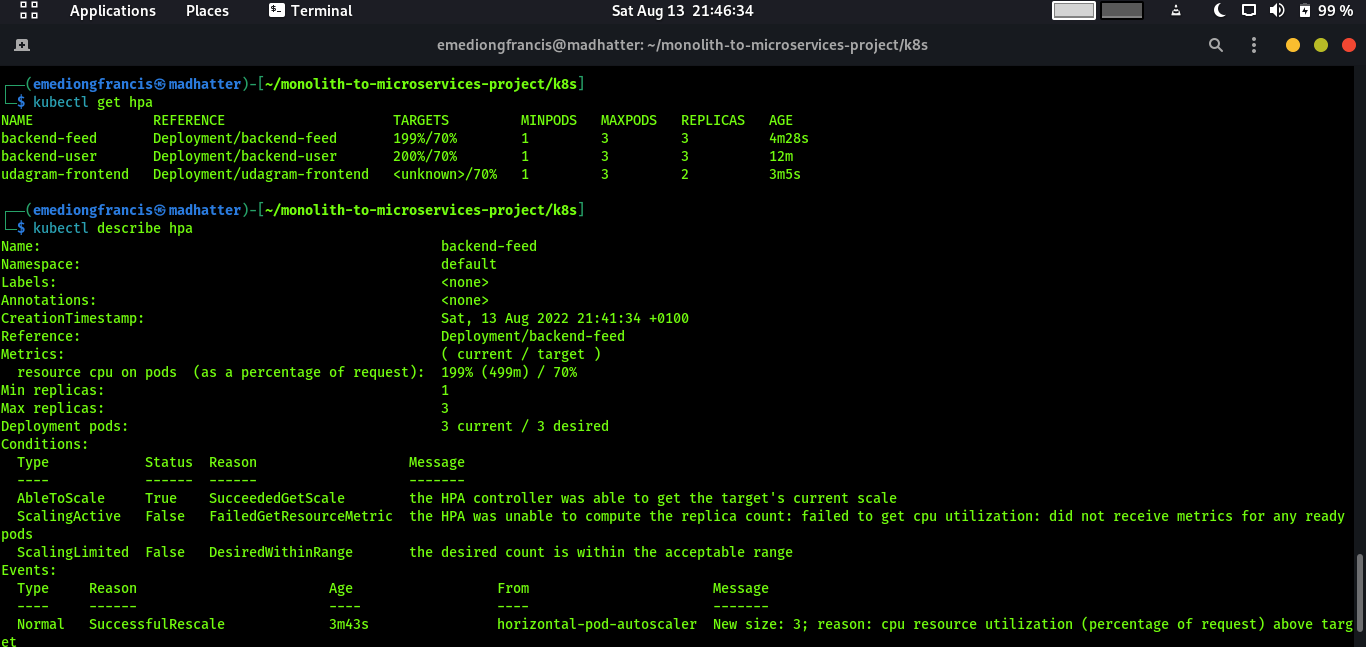 Applications Places Terminal Sat Aug 13 21:46:34 99 %
emediongfrancis@madhatter: ~/monolith-to-microservices-project/k8s
┌──(emediongfrancis㉿madhatter)-[~/monolith-to-microservices-project/k8s]
└─$ kubectl get hpa
NAME REFERENCE TARGETS MINPODS MAXPODS REPLICAS AGE
backend-feed Deployment/backend-feed 199%/70% 1 3 3 4m28s
backend-user Deployment/backend-user 200%/70% 1 3 3 12m
udagram-frontend Deployment/udagram-frontend <unknown>/70% 1 3 2 3m5s
┌──(emediongfrancis㉿madhatter)-[~/monolith-to-microservices-project/k8s]
└─$ kubectl describe hpa
Name: backend-feed
Namespace: default
Labels: <none>
Annotations: <none>
CreationTimestamp: Sat, 13 Aug 2022 21:41:34 +0100
Reference: Deployment/backend-feed
Metrics: ( current / target )
resource cpu on pods (as a percentage of request): 199% (499m) / 70%
Min replicas: 1
Max replicas: 3
Deployment pods: 3 current / 3 desired
Conditions:
Type Status Reason Message
---- ------ ------ -------
AbleToScale True SucceededGetScale the HPA controller was able to get the target's current scale
ScalingActive False FailedGetResourceMetric the HPA was unable to compute the replica count: failed to get cpu utilization: did not receive metrics for any ready
pods
ScalingLimited False DesiredWithinRange the desired count is within the acceptable range
Events:
Type Reason Age From Message
---- ------ ---- ---- -------
Normal SuccessfulRescale 3m43s horizontal-pod-autoscaler New size: 3; reason: cpu resource utilization (percentage of request) above targ
et